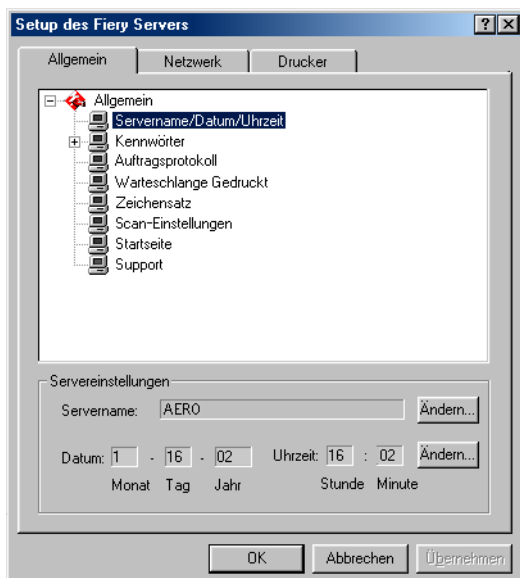 Setup des Fiery Servers
Allgemein Netzwerk Drucker
Allgemein
Servername/Datum/Uhrzeit
Kennwörter
Auftragsprotokoll
Warteschlange Gedruckt
Zeichensatz
Scan-Einstellungen
Startseite
Support
Servereinstellungen
Servername: AERO Ändern...
Datum: 1 - 16 - 02 Uhrzeit: 16 : 02 Ändern...
Monat Tag Jahr Stunde Minute
OK Abbrechen Übernehmen